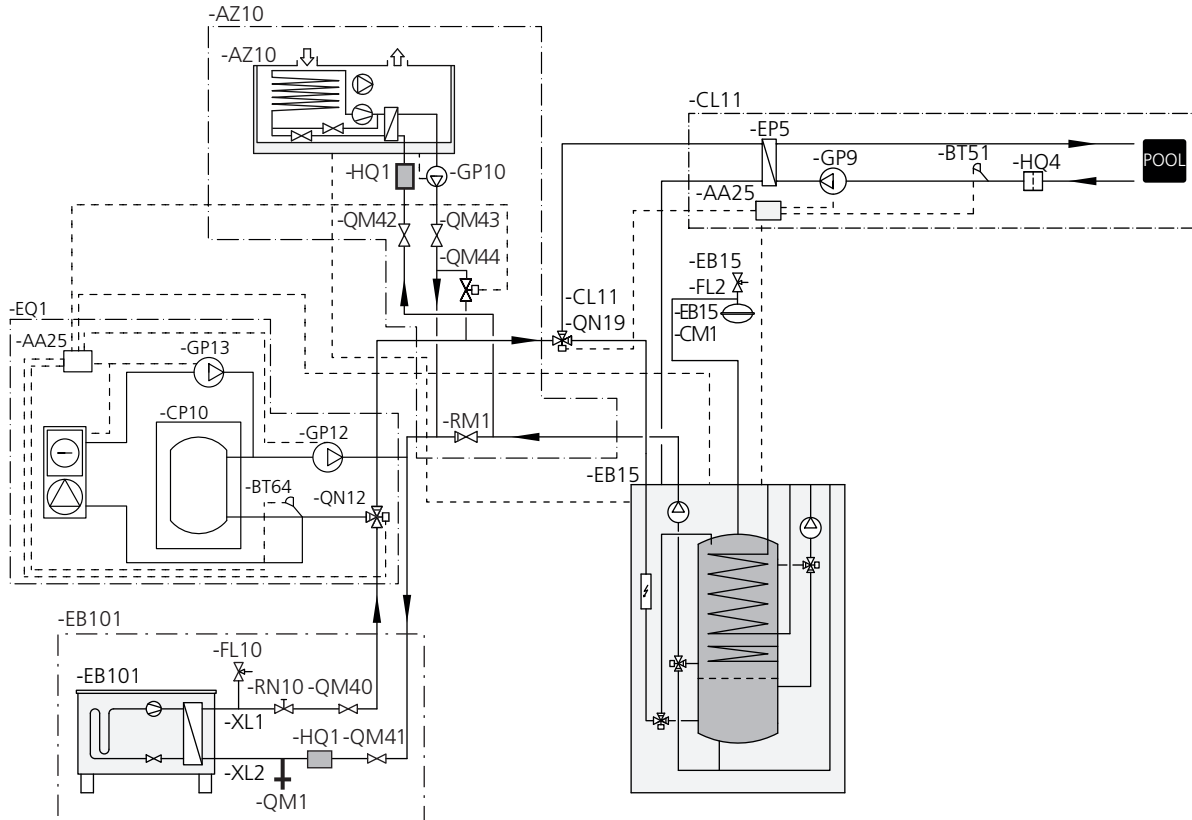 -AZ10
-AZ10
-HQ1
-GP10
-QM42
-QM43
-QM44
-CL11
-EP5
-GP9
-BT51
-HQ4
POOL
-AA25
-EB15
-FL2
-EB15
-CM1
-CL11
-QN19
-EQ1
-AA25
-GP13
-CP10
-GP12
-BT64
-QN12
-RM1
-EB15
-EB101
-FL10
-EB101
-RN10
-QM40
-XL1
-HQ1
-QM41
-XL2
-QM1